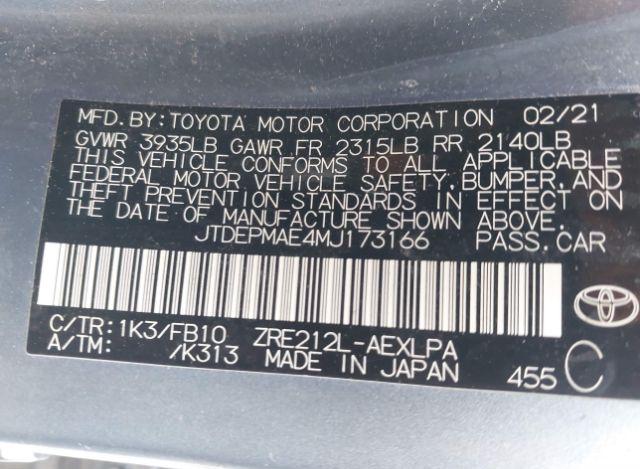 MFD.BY:TOYOTA MOTOR CORPORATION 02/21
GVWR 3935LB GAWR FR 2315LB RR 2140LB
THIS VEHICLE CONFORMS TO ALL APPLICABLE
FEDERAL MOTOR VEHICLE SAFETY,BUMPER,AND
THEFT PREVENTION STANDARDS IN EFFECT ON
THE DATE OF MANUFACTURE SHOWN ABOVE.
JTDEPMAE4MJ173166 PASS.CAR
C/TR:1K3/FB10 ZRE212L-AEXLPA
A/TM: /K313 MADE IN JAPAN 455 C